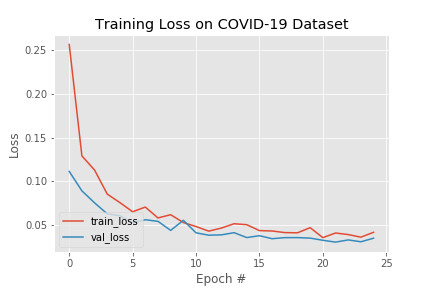 Training Loss on COVID-19 Dataset
0.25
0.20
0.15
0.10
0.05
Loss
train_loss
val_loss
0 5 10 15 20 25
Epoch #